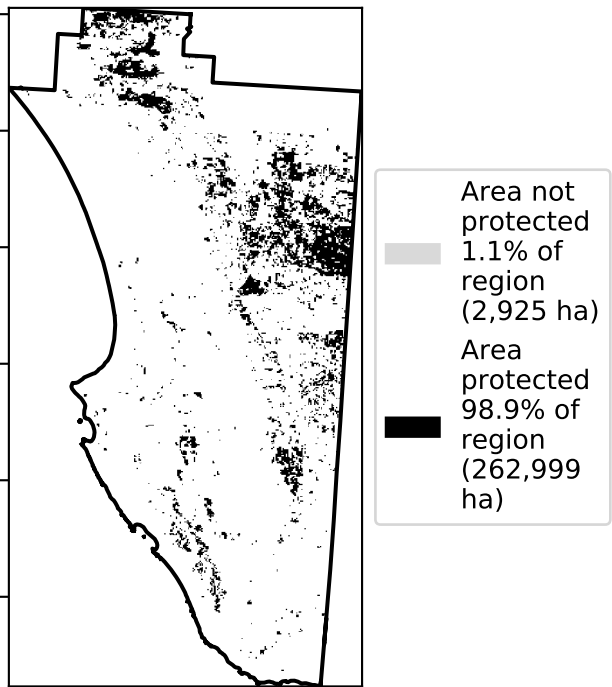 Area not
protected
1.1% of
region
(2,925 ha)
Area
protected
98.9% of
region
(262,999
ha)